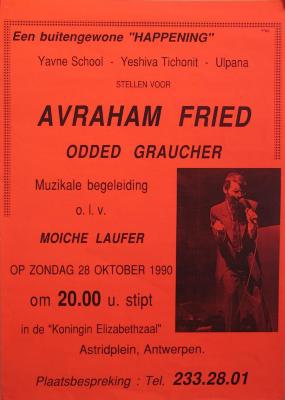 Een buitengewone "HAPPENING"
Yavne School - Yeshiva Tichonit - Ulpana
STELLEN VOOR
AVRAHAM FRIED
ODDED GRAUCHER
Muzikale begeleiding
o. l. v.
MOICHE LAUFER
OP ZONDAG 28 OKTOBER 1990
om 20.00 u. stipt
in de "Koningin Elizabethzaal"
Astridplein, Antwerpen.
Plaatsbespreking : Tel. 233.28.01